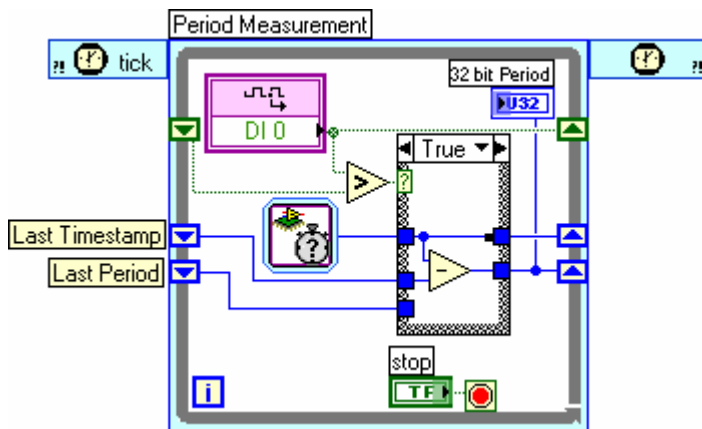 Period Measurement
?! tick ?!
32 bit Period
U32
DI 0
True
>
?
Last Timestamp
?
-
Last Period
stop
TF
i